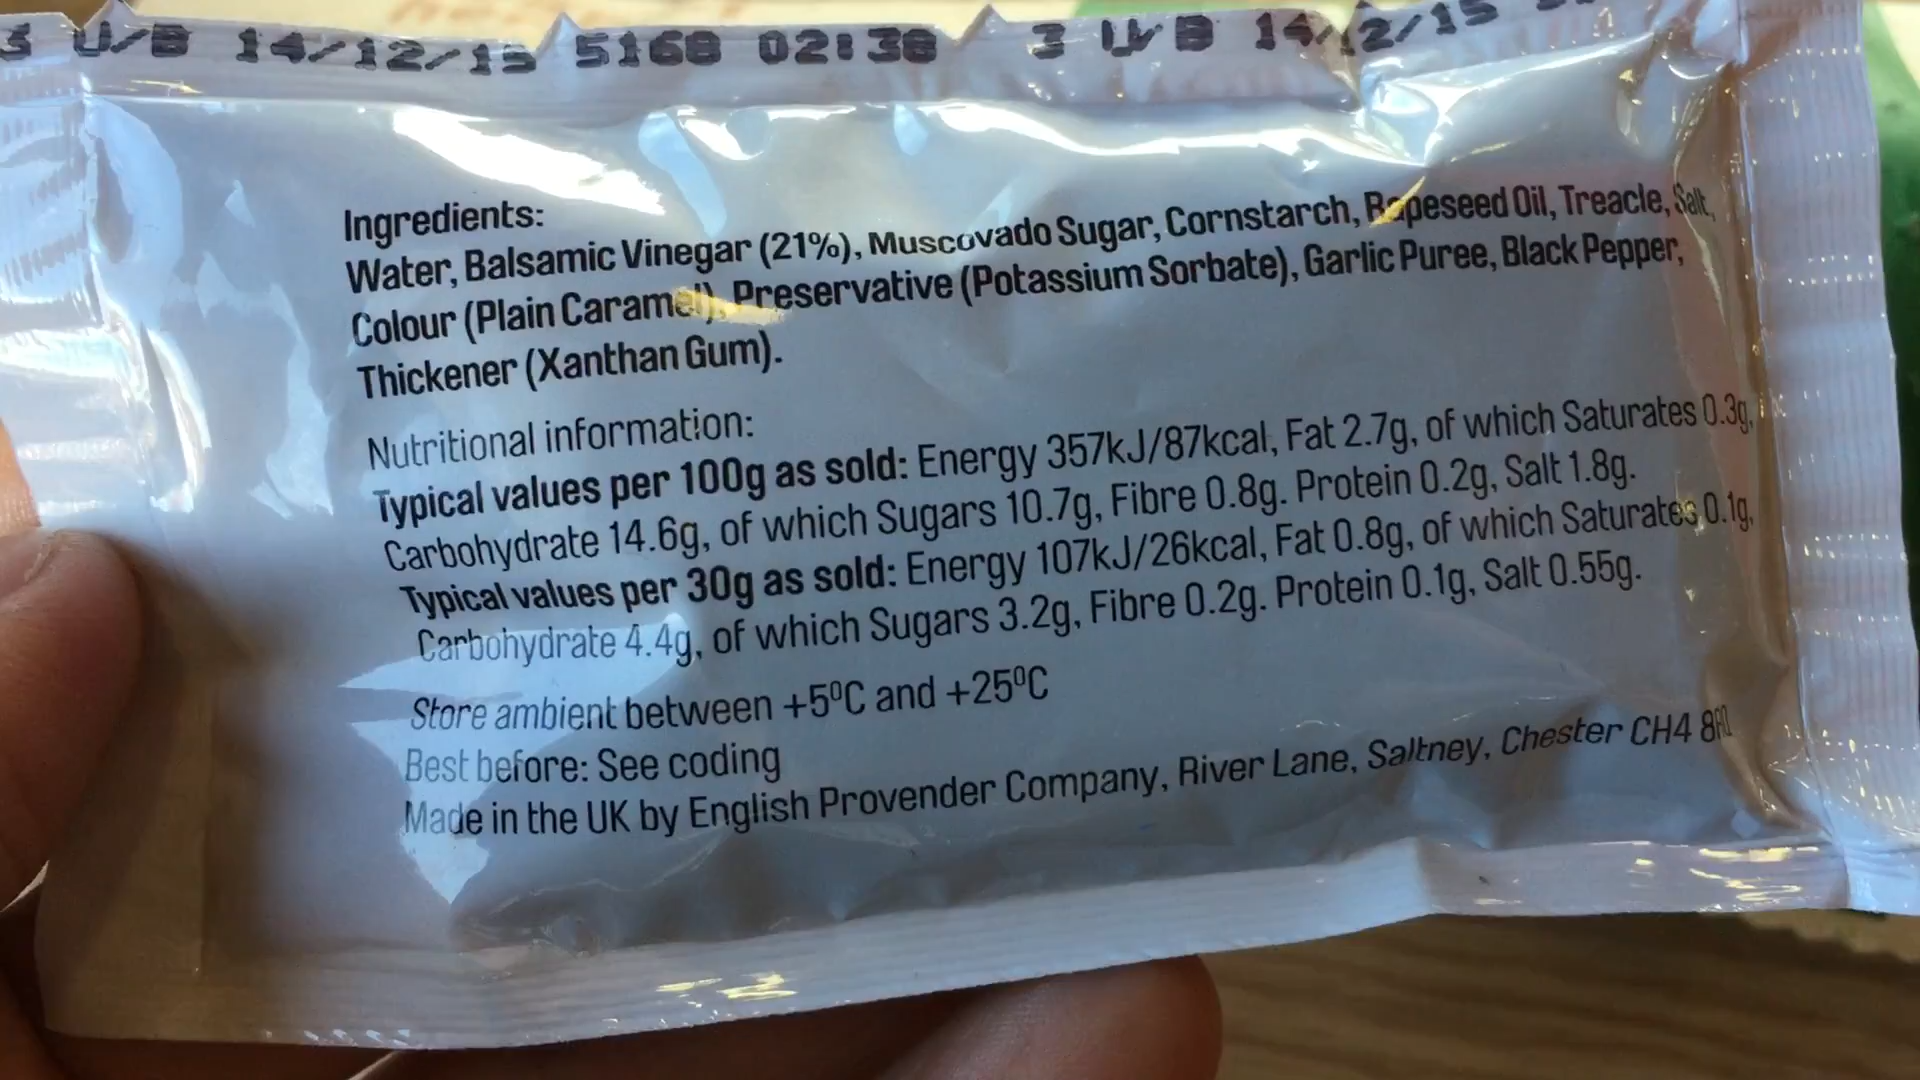 3 U/B 14/12/15 5168 02:38 3 U/B 14/12/15
Ingredients:
Water, Balsamic Vinegar (21%), Muscovado Sugar, Cornstarch, Rapeseed Oil, Treacle, Salt,
Colour (Plain Caramel), Preservative (Potassium Sorbate), Garlic Puree, Black Pepper,
Thickener (Xanthan Gum).
Nutritional information:
Typical values per 100g as sold: Energy 357kJ/87kcal, Fat 2.7g, of which Saturates 0.3g,
Carbohydrate 14.6g, of which Sugars 10.7g, Fibre 0.8g. Protein 0.2g, Salt 1.8g.
Typical values per 30g as sold: Energy 107kJ/26kcal, Fat 0.8g, of which Saturates 0.1g,
Carbohydrate 4.4g, of which Sugars 3.2g, Fibre 0.2g. Protein 0.1g, Salt 0.55g.
Store ambient between +5ºC and +25ºC
Best before: See coding
Made in the UK by English Provender Company, River Lane, Saltney, Chester CH4